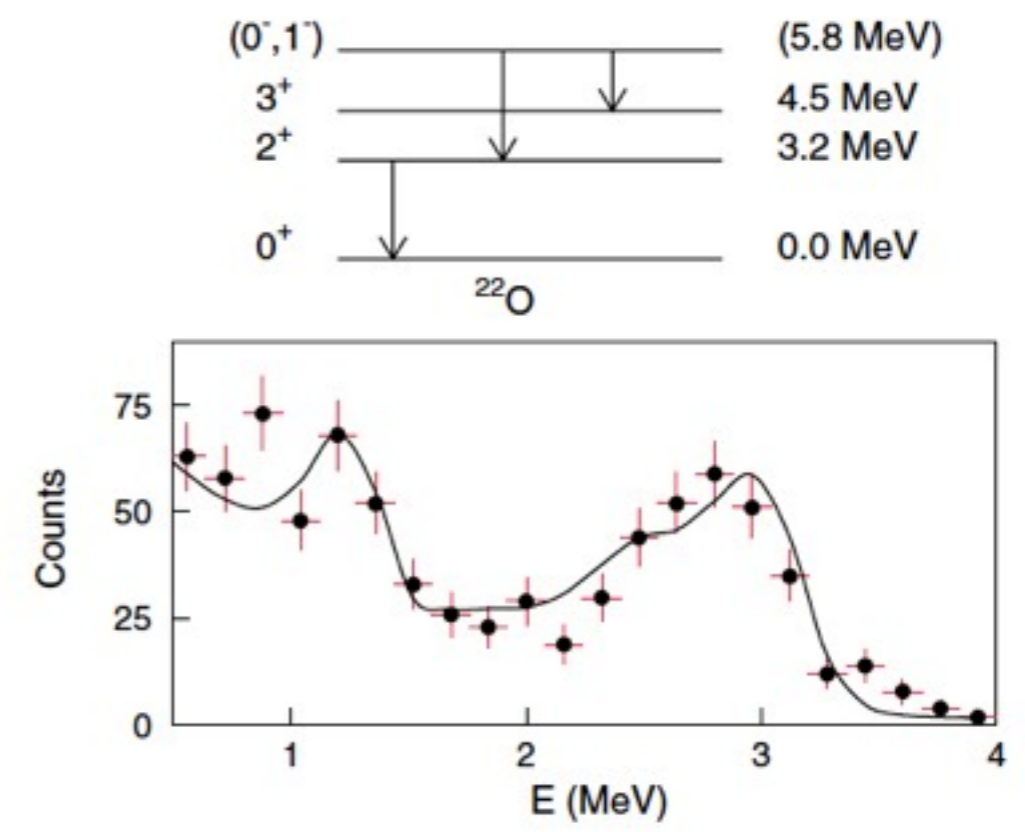 (0⁻,1⁻) (5.8 MeV)
3⁺ 4.5 MeV
2⁺ 3.2 MeV
0⁺ 0.0 MeV
²²O
75
50
25
0
Counts
1 2 3 4
E (MeV)